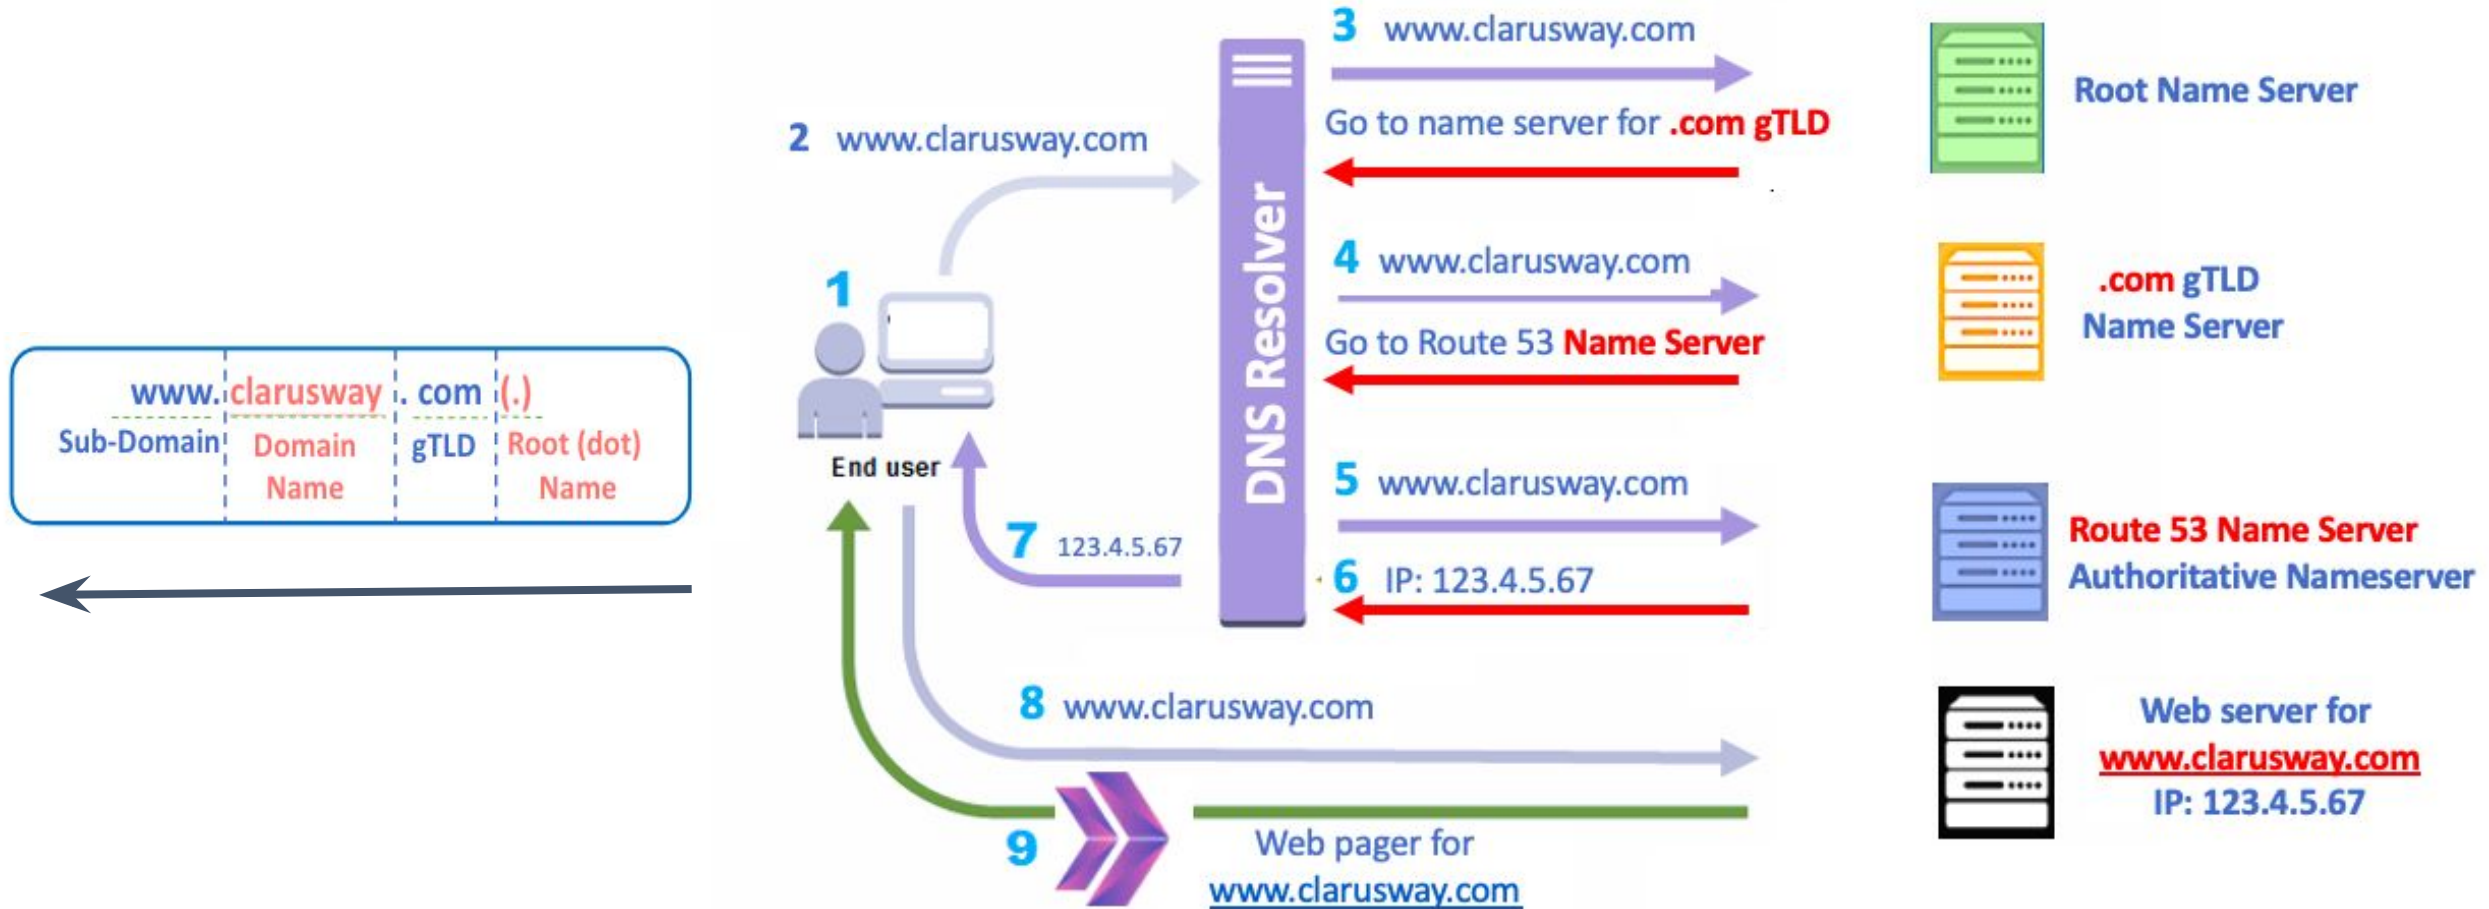 www.clarusway. com (.)
Sub-Domain
Domain
Name
gTLD
Root (dot)
Name
1
End user
2 www.clarusway.com
DNS Resolver
3 www.clarusway.com
Go to name server for .com gTLD
4 www.clarusway.com
Go to Route 53 Name Server
5 www.clarusway.com
6 IP: 123.4.5.67
7 123.4.5.67
8 www.clarusway.com
9
Web pager for
www.clarusway.com
Root Name Server
.com gTLD
Name Server
Route 53 Name Server
Authoritative Nameserver
Web server for
www.clarusway.com
IP: 123.4.5.67